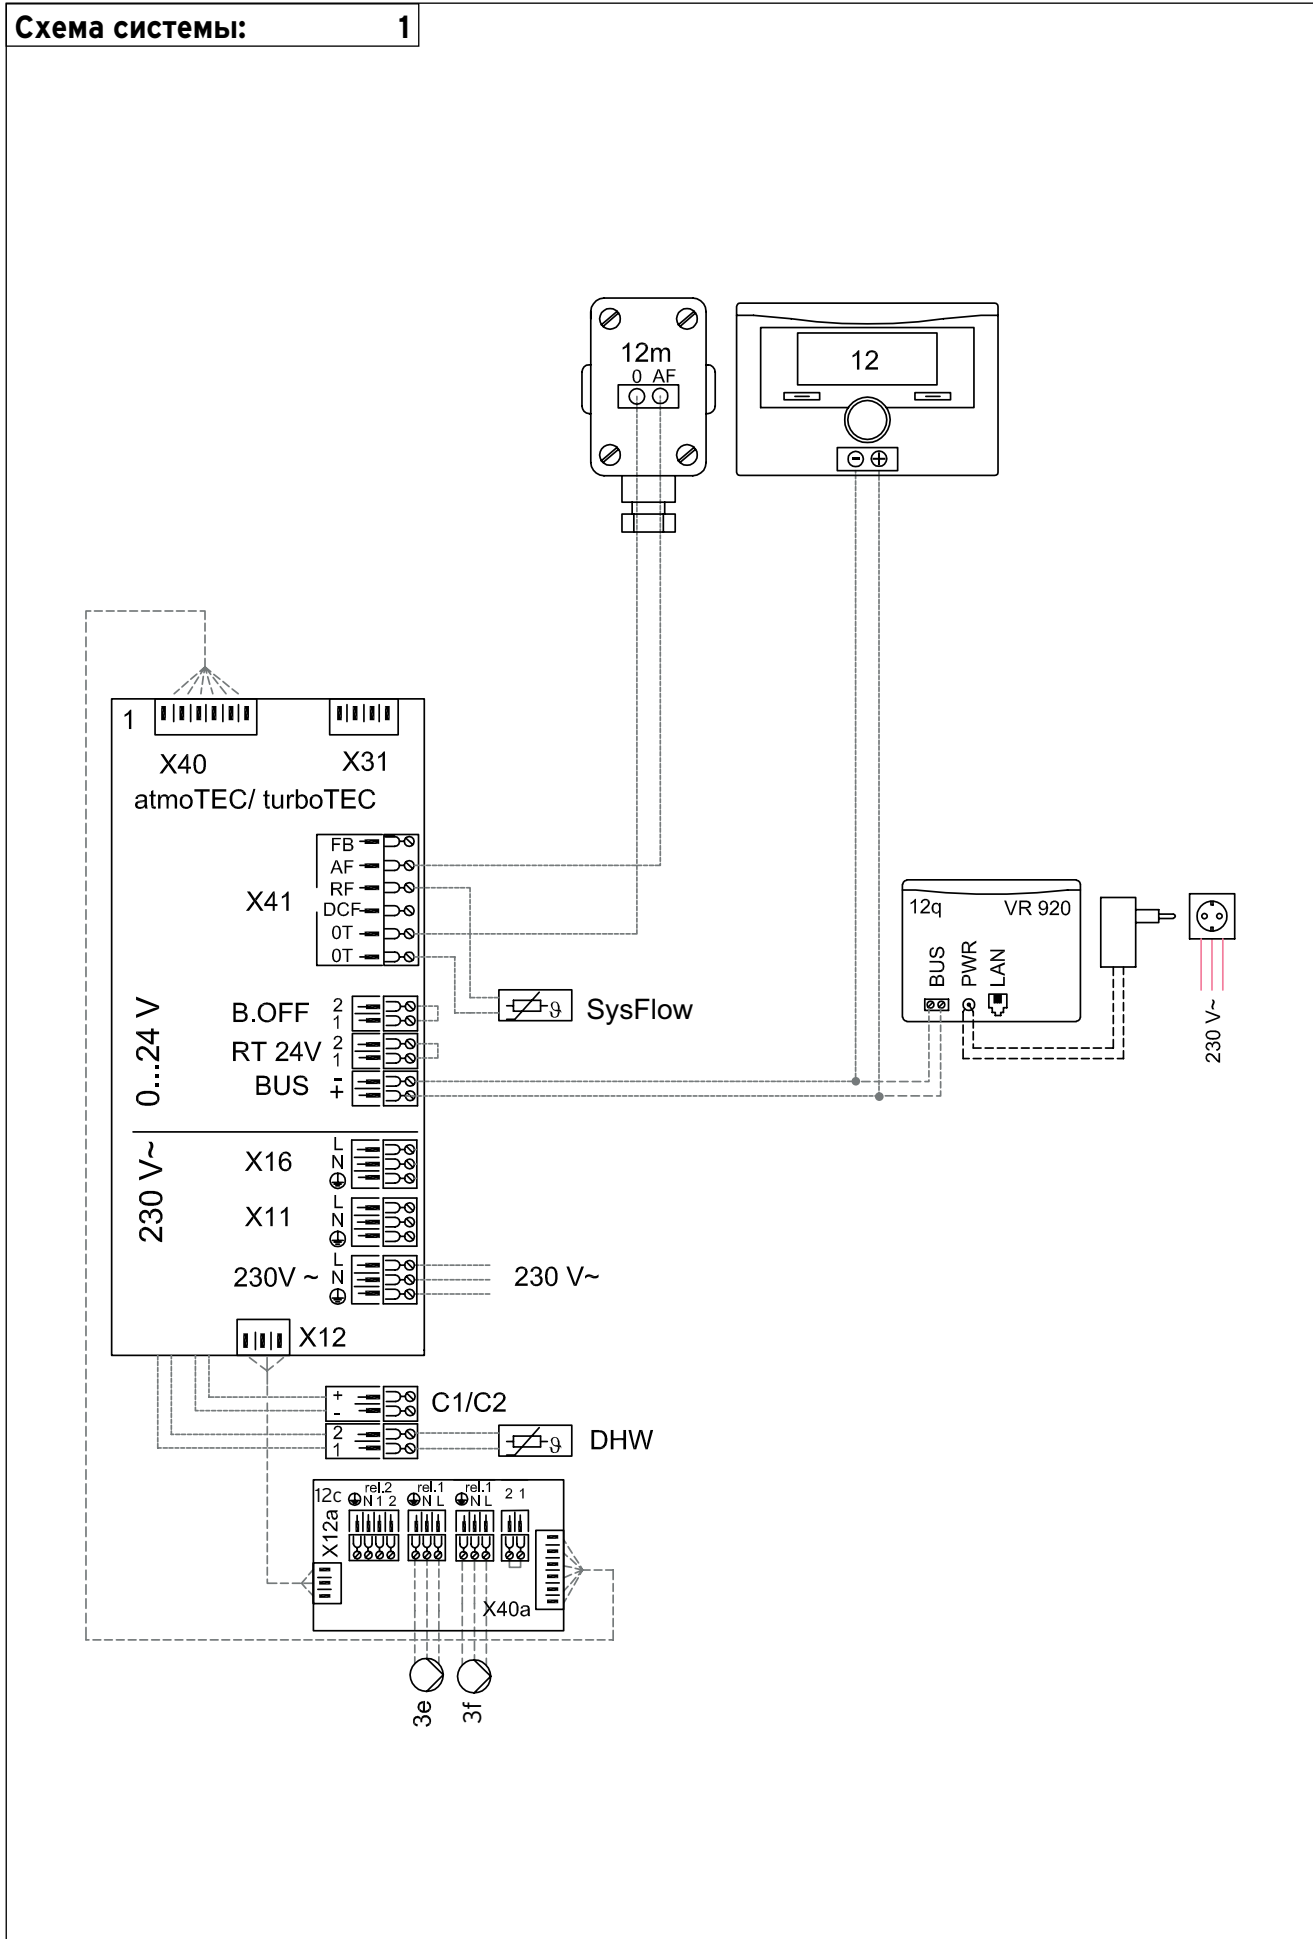 Схема системы: 1
12m
0 AF
12
1
X40
X31
atmoTEC/ turboTEC
X41
FB
AF
RF
DCF
0T
0T
12q
VR 920
BUS
PWR
LAN
230 V~
SysFlow
0...24 V
B.OFF
2
1
RT 24V
2
1
BUS
-
+
230 V~
X16
L
N
X11
L
N
230V ~
L
N
230 V~
X12
+
-
C1/C2
2
1
DHW
12c
rel.2
N 1 2
rel.1
N L
rel.1
N L
2 1
X12a
X40a
3e
3f